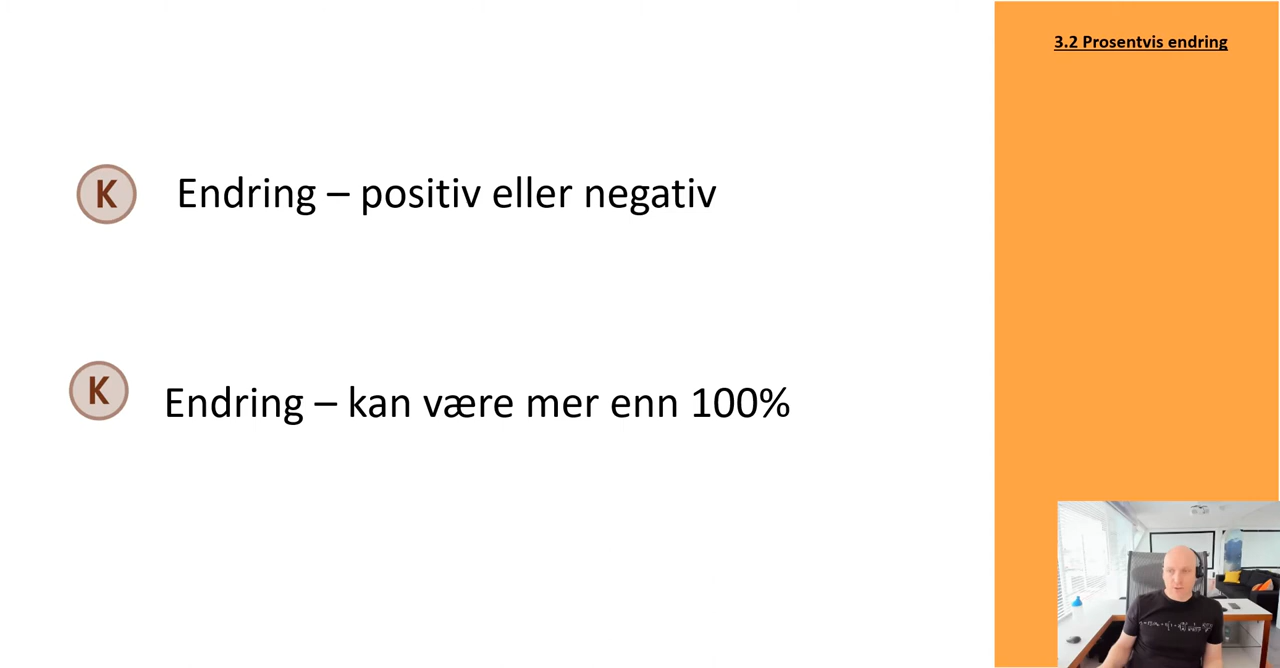 3.2 Prosentvis endring
K Endring – positiv eller negativ
K Endring – kan være mer enn 100%